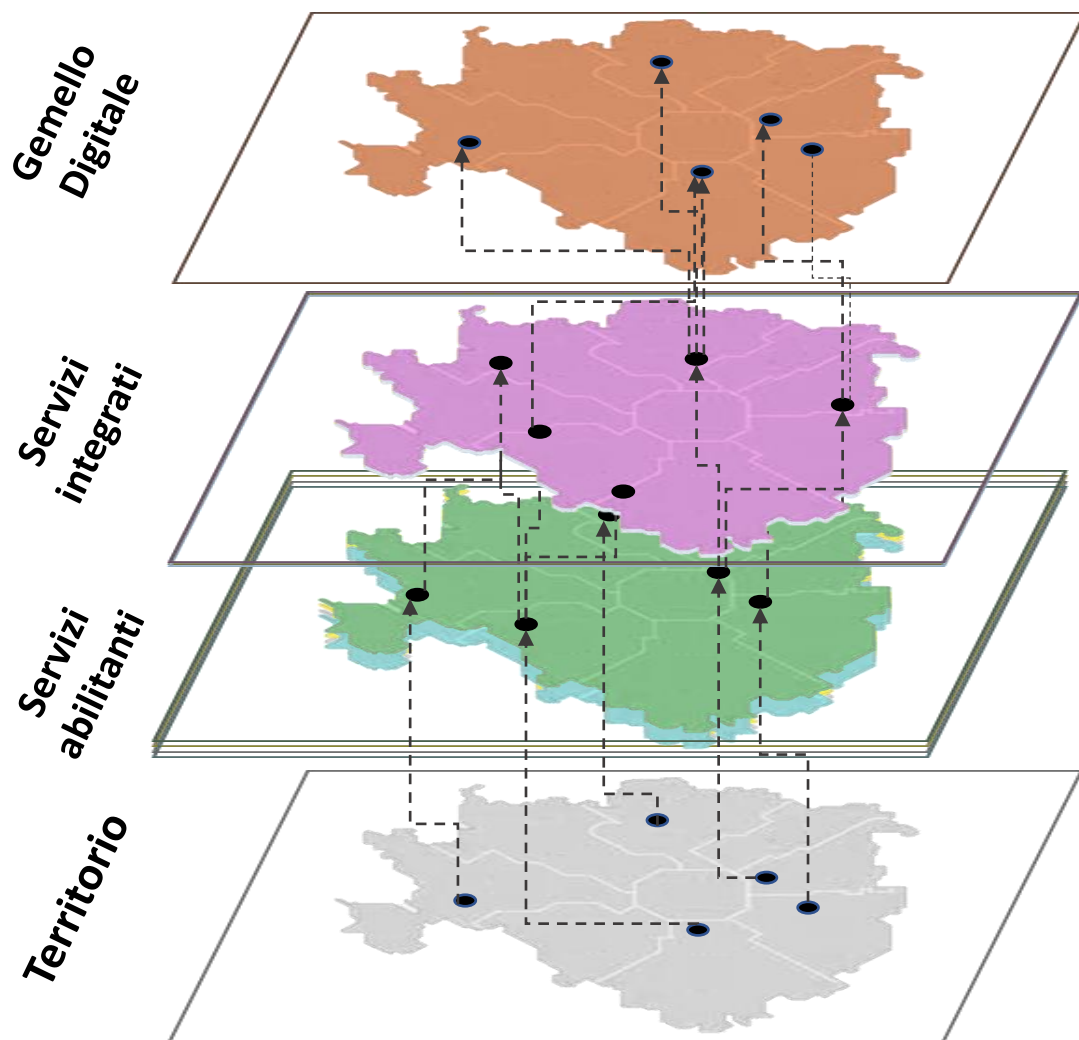 Gemello
Digitale
Servizi
integrati
Servizi
abilitanti
Territorio